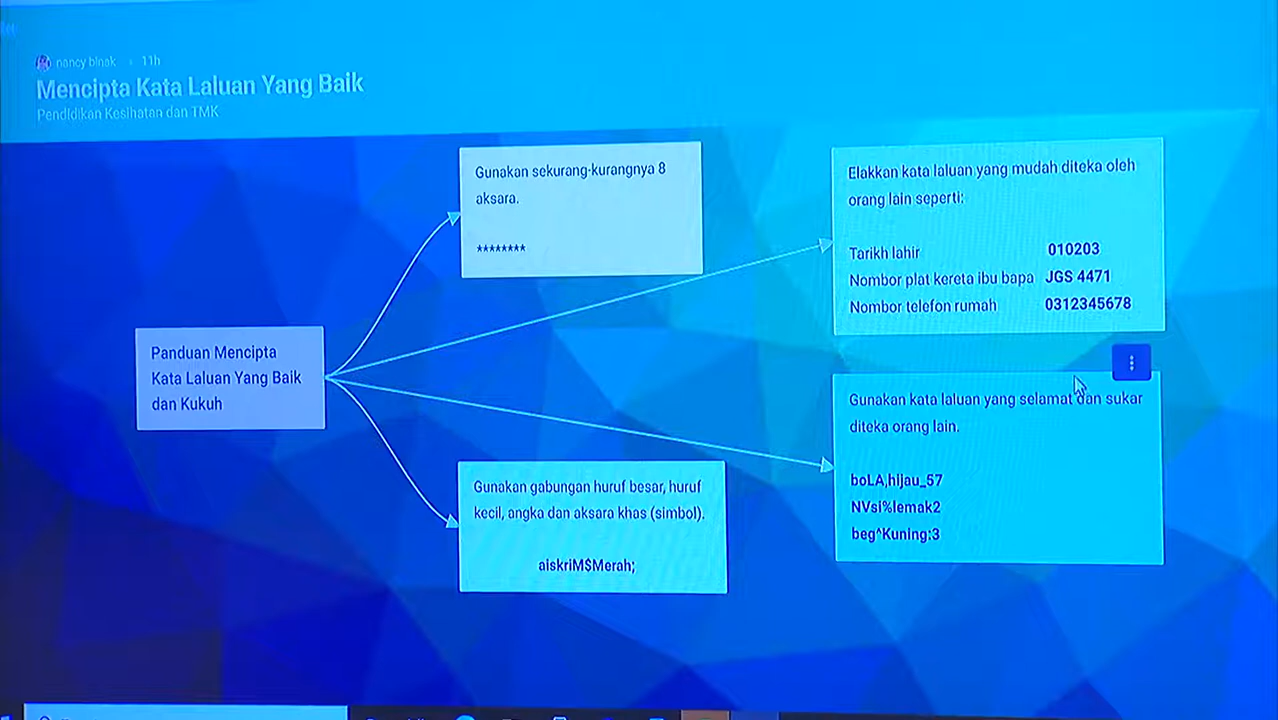 nancy binak • 11h
Mencipta Kata Laluan Yang Baik
Pendidikan Kesihatan dan TMK
Gunakan sekurang-kurangnya 8
aksara.
********
Elakkan kata laluan yang mudah diteka oleh
orang lain seperti:
Tarikh lahir 010203
Nombor plat kereta ibu bapa JGS 4471
Nombor telefon rumah 0312345678
Panduan Mencipta
Kata Laluan Yang Baik
dan Kukuh
Gunakan kata laluan yang selamat dan sukar
diteka orang lain.
boLA,hijau_57
NVsi%lemak2
beg^Kuning:3
Gunakan gabungan huruf besar, huruf
kecil, angka dan aksara khas (simbol).
aiskriM$Merah;